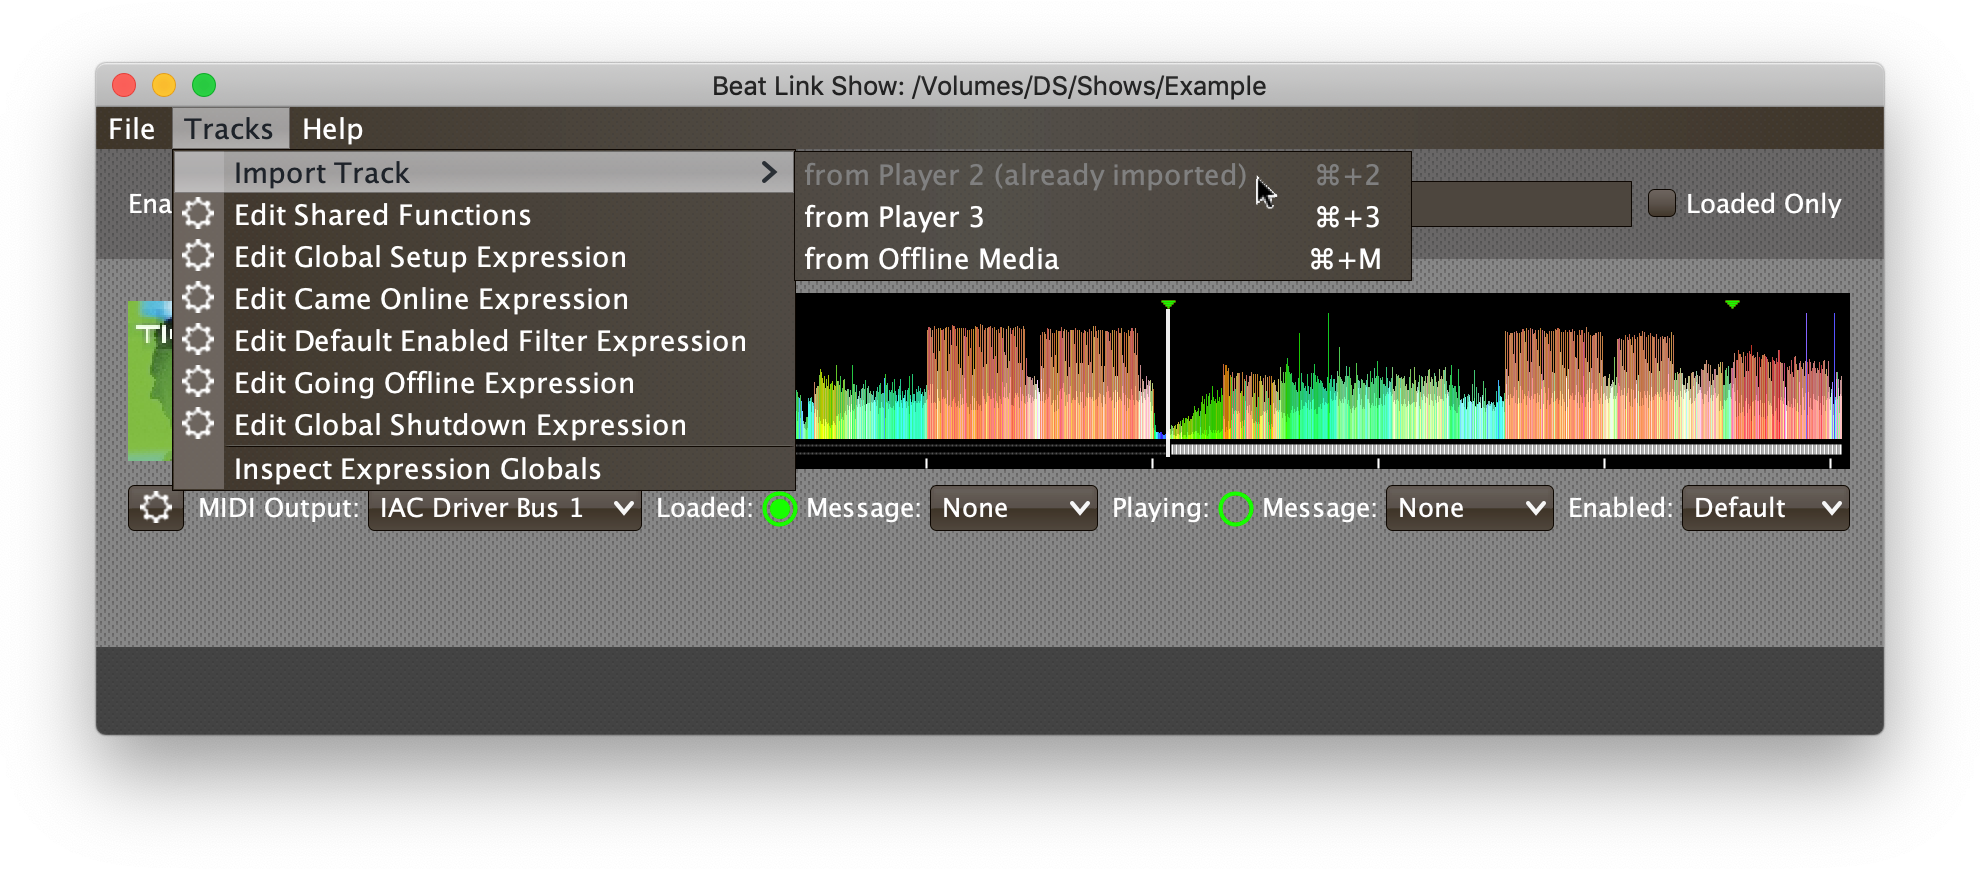 Beat Link Show: /Volumes/DS/Shows/Example
File Tracks Help
Import Track
from Player 2 (already imported) ⌘+2
from Player 3 ⌘+3
from Offline Media ⌘+M
Loaded Only
Edit Shared Functions
Edit Global Setup Expression
Edit Came Online Expression
Edit Default Enabled Filter Expression
Edit Going Offline Expression
Edit Global Shutdown Expression
Inspect Expression Globals
MIDI Output: IAC Driver Bus 1 Loaded: Message: None Playing: Message: None Enabled: Default